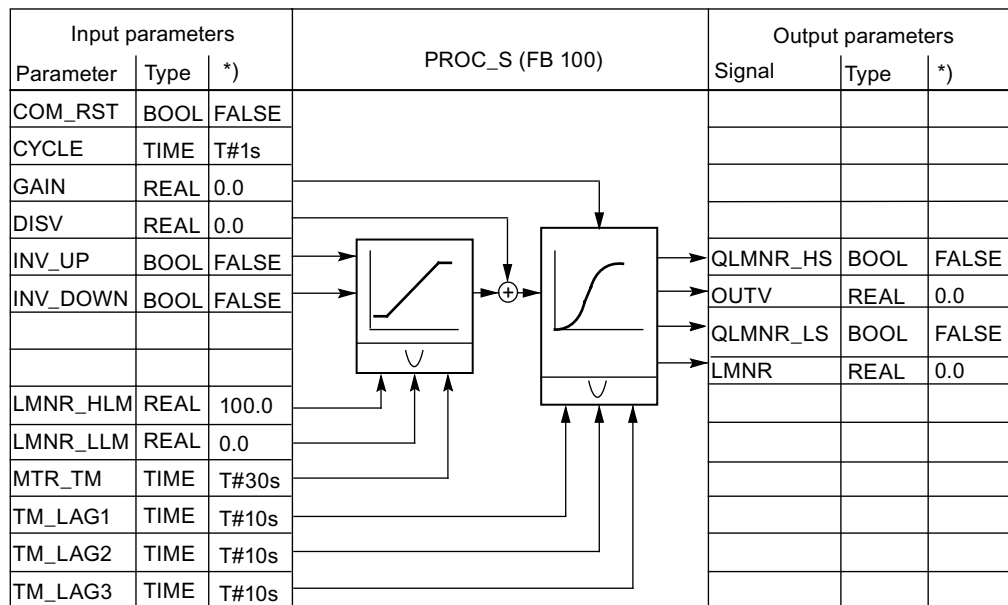 Input parameters
PROC_S (FB 100)
Output parameters
Parameter Type *)
Signal Type *)
COM_RST BOOL FALSE
CYCLE TIME T#1s
GAIN REAL 0.0
DISV REAL 0.0
INV_UP BOOL FALSE
QLMNR_HS BOOL FALSE
INV_DOWN BOOL FALSE
OUTV REAL 0.0
QLMNR_LS BOOL FALSE
LMNR REAL 0.0
LMNR_HLM REAL 100.0
LMNR_LLM REAL 0.0
MTR_TM TIME T#30s
TM_LAG1 TIME T#10s
TM_LAG2 TIME T#10s
TM_LAG3 TIME T#10s